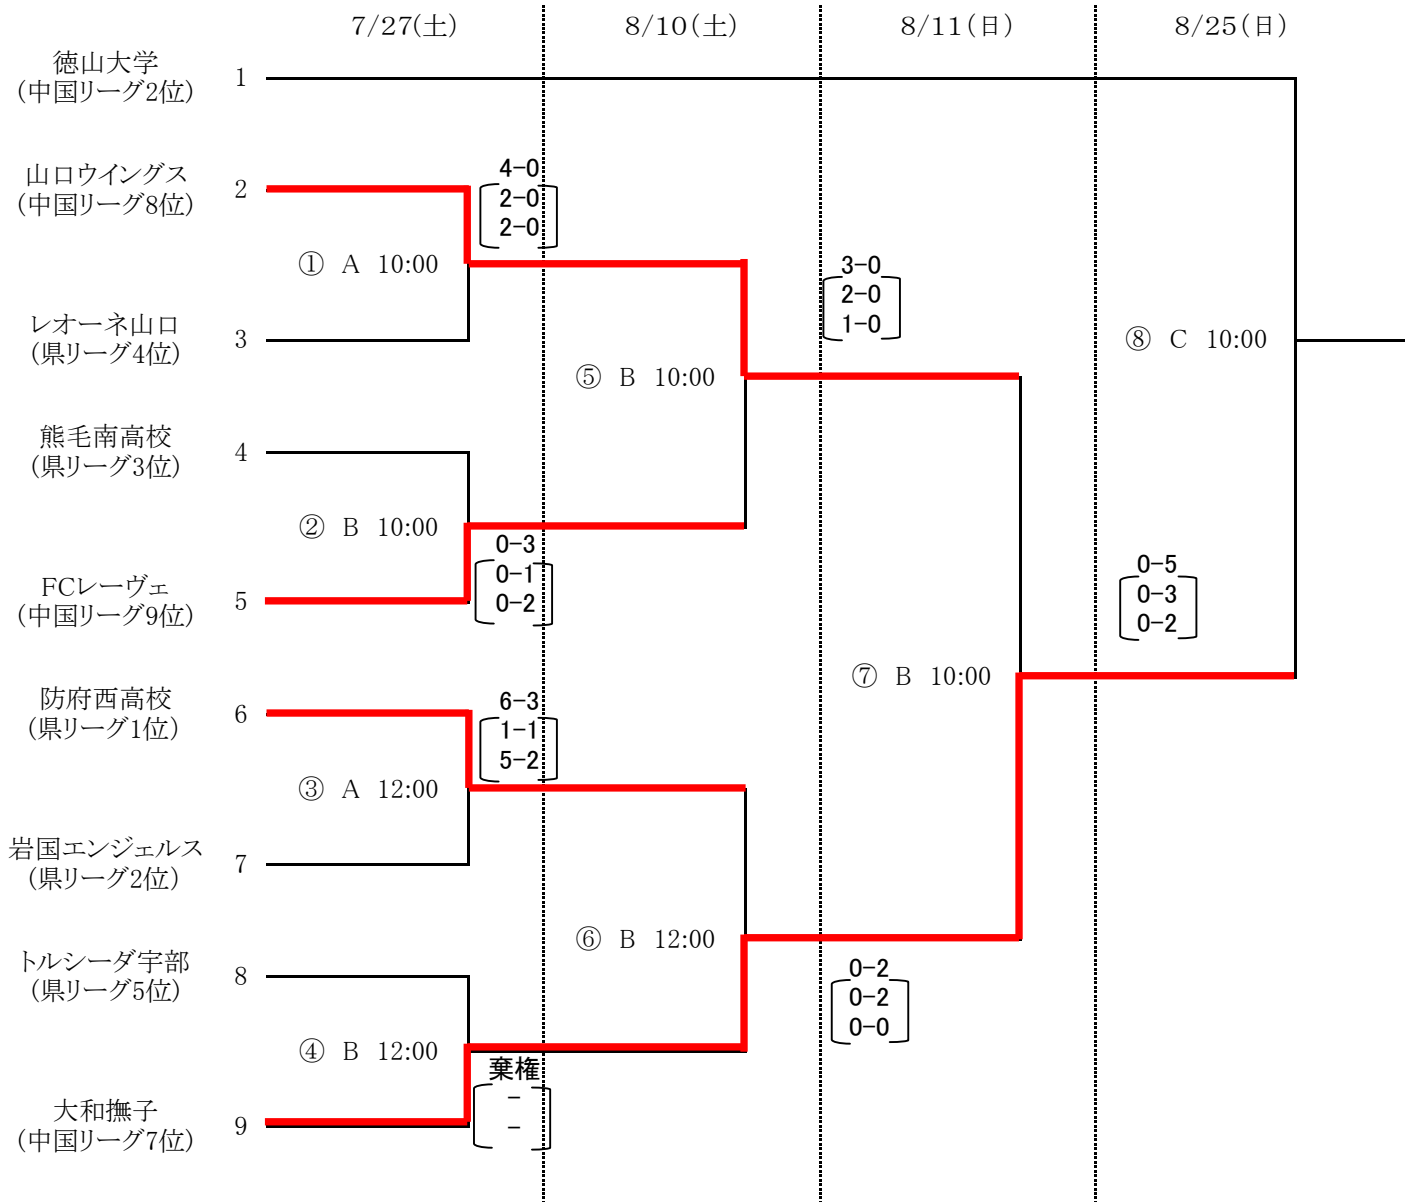 7/27(土) 8/10(土) 8/11(日) 8/25(日)
徳山大学
(中国リーグ2位) 1
山口ウイングス
(中国リーグ8位) 2
4-0
2-0
2-0
① A 10:00
レオーネ山口
(県リーグ4位) 3
3-0
2-0
1-0
⑧ C 10:00
⑤ B 10:00
熊毛南高校
(県リーグ3位) 4
② B 10:00
0-3
0-1
0-2
FCレーヴェ
(中国リーグ9位) 5
0-5
0-3
0-2
⑦ B 10:00
防府西高校
(県リーグ1位) 6
6-3
1-1
5-2
③ A 12:00
岩国エンジェルス
(県リーグ2位) 7
⑥ B 12:00
トルシーダ宇部
(県リーグ5位) 8
0-2
0-2
0-0
④ B 12:00
棄権
-
-
大和撫子
(中国リーグ7位) 9